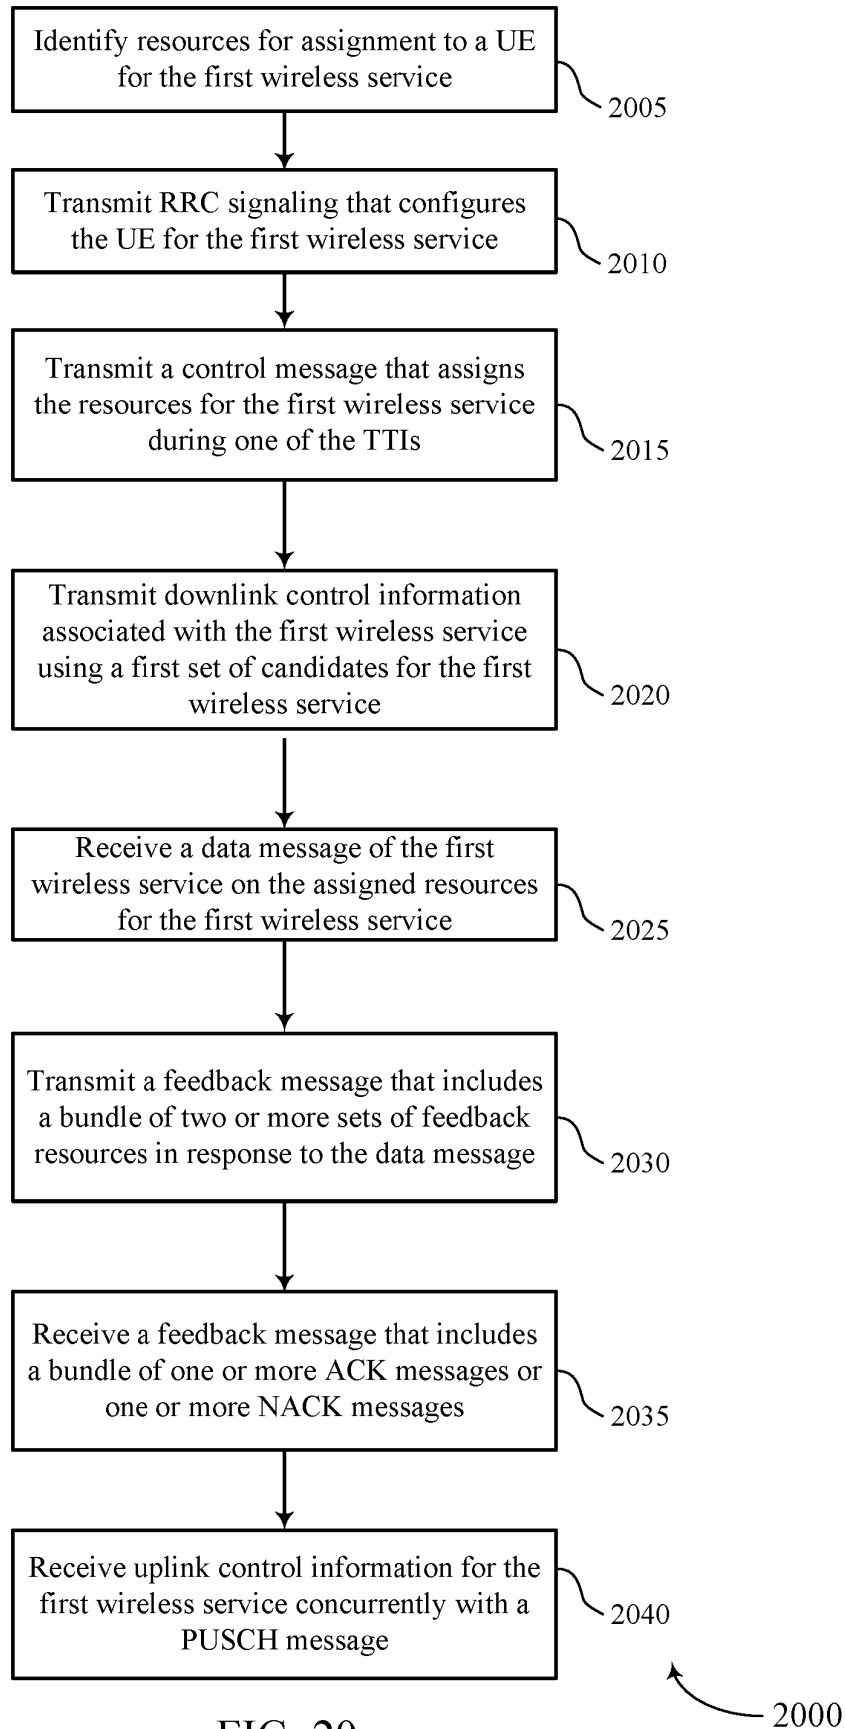 Identify resources for assignment to a UE
for the first wireless service
2005
Transmit RRC signaling that configures
the UE for the first wireless service
2010
Transmit a control message that assigns
the resources for the first wireless service
during one of the TTIs
2015
Transmit downlink control information
associated with the first wireless service
using a first set of candidates for the first
wireless service
2020
Receive a data message of the first
wireless service on the assigned resources
for the first wireless service
2025
Transmit a feedback message that includes
a bundle of two or more sets of feedback
resources in response to the data message
2030
Receive a feedback message that includes
a bundle of one or more ACK messages or
one or more NACK messages
2035
Receive uplink control information for the
first wireless service concurrently with a
PUSCH message
2040
2000
FIG. 20